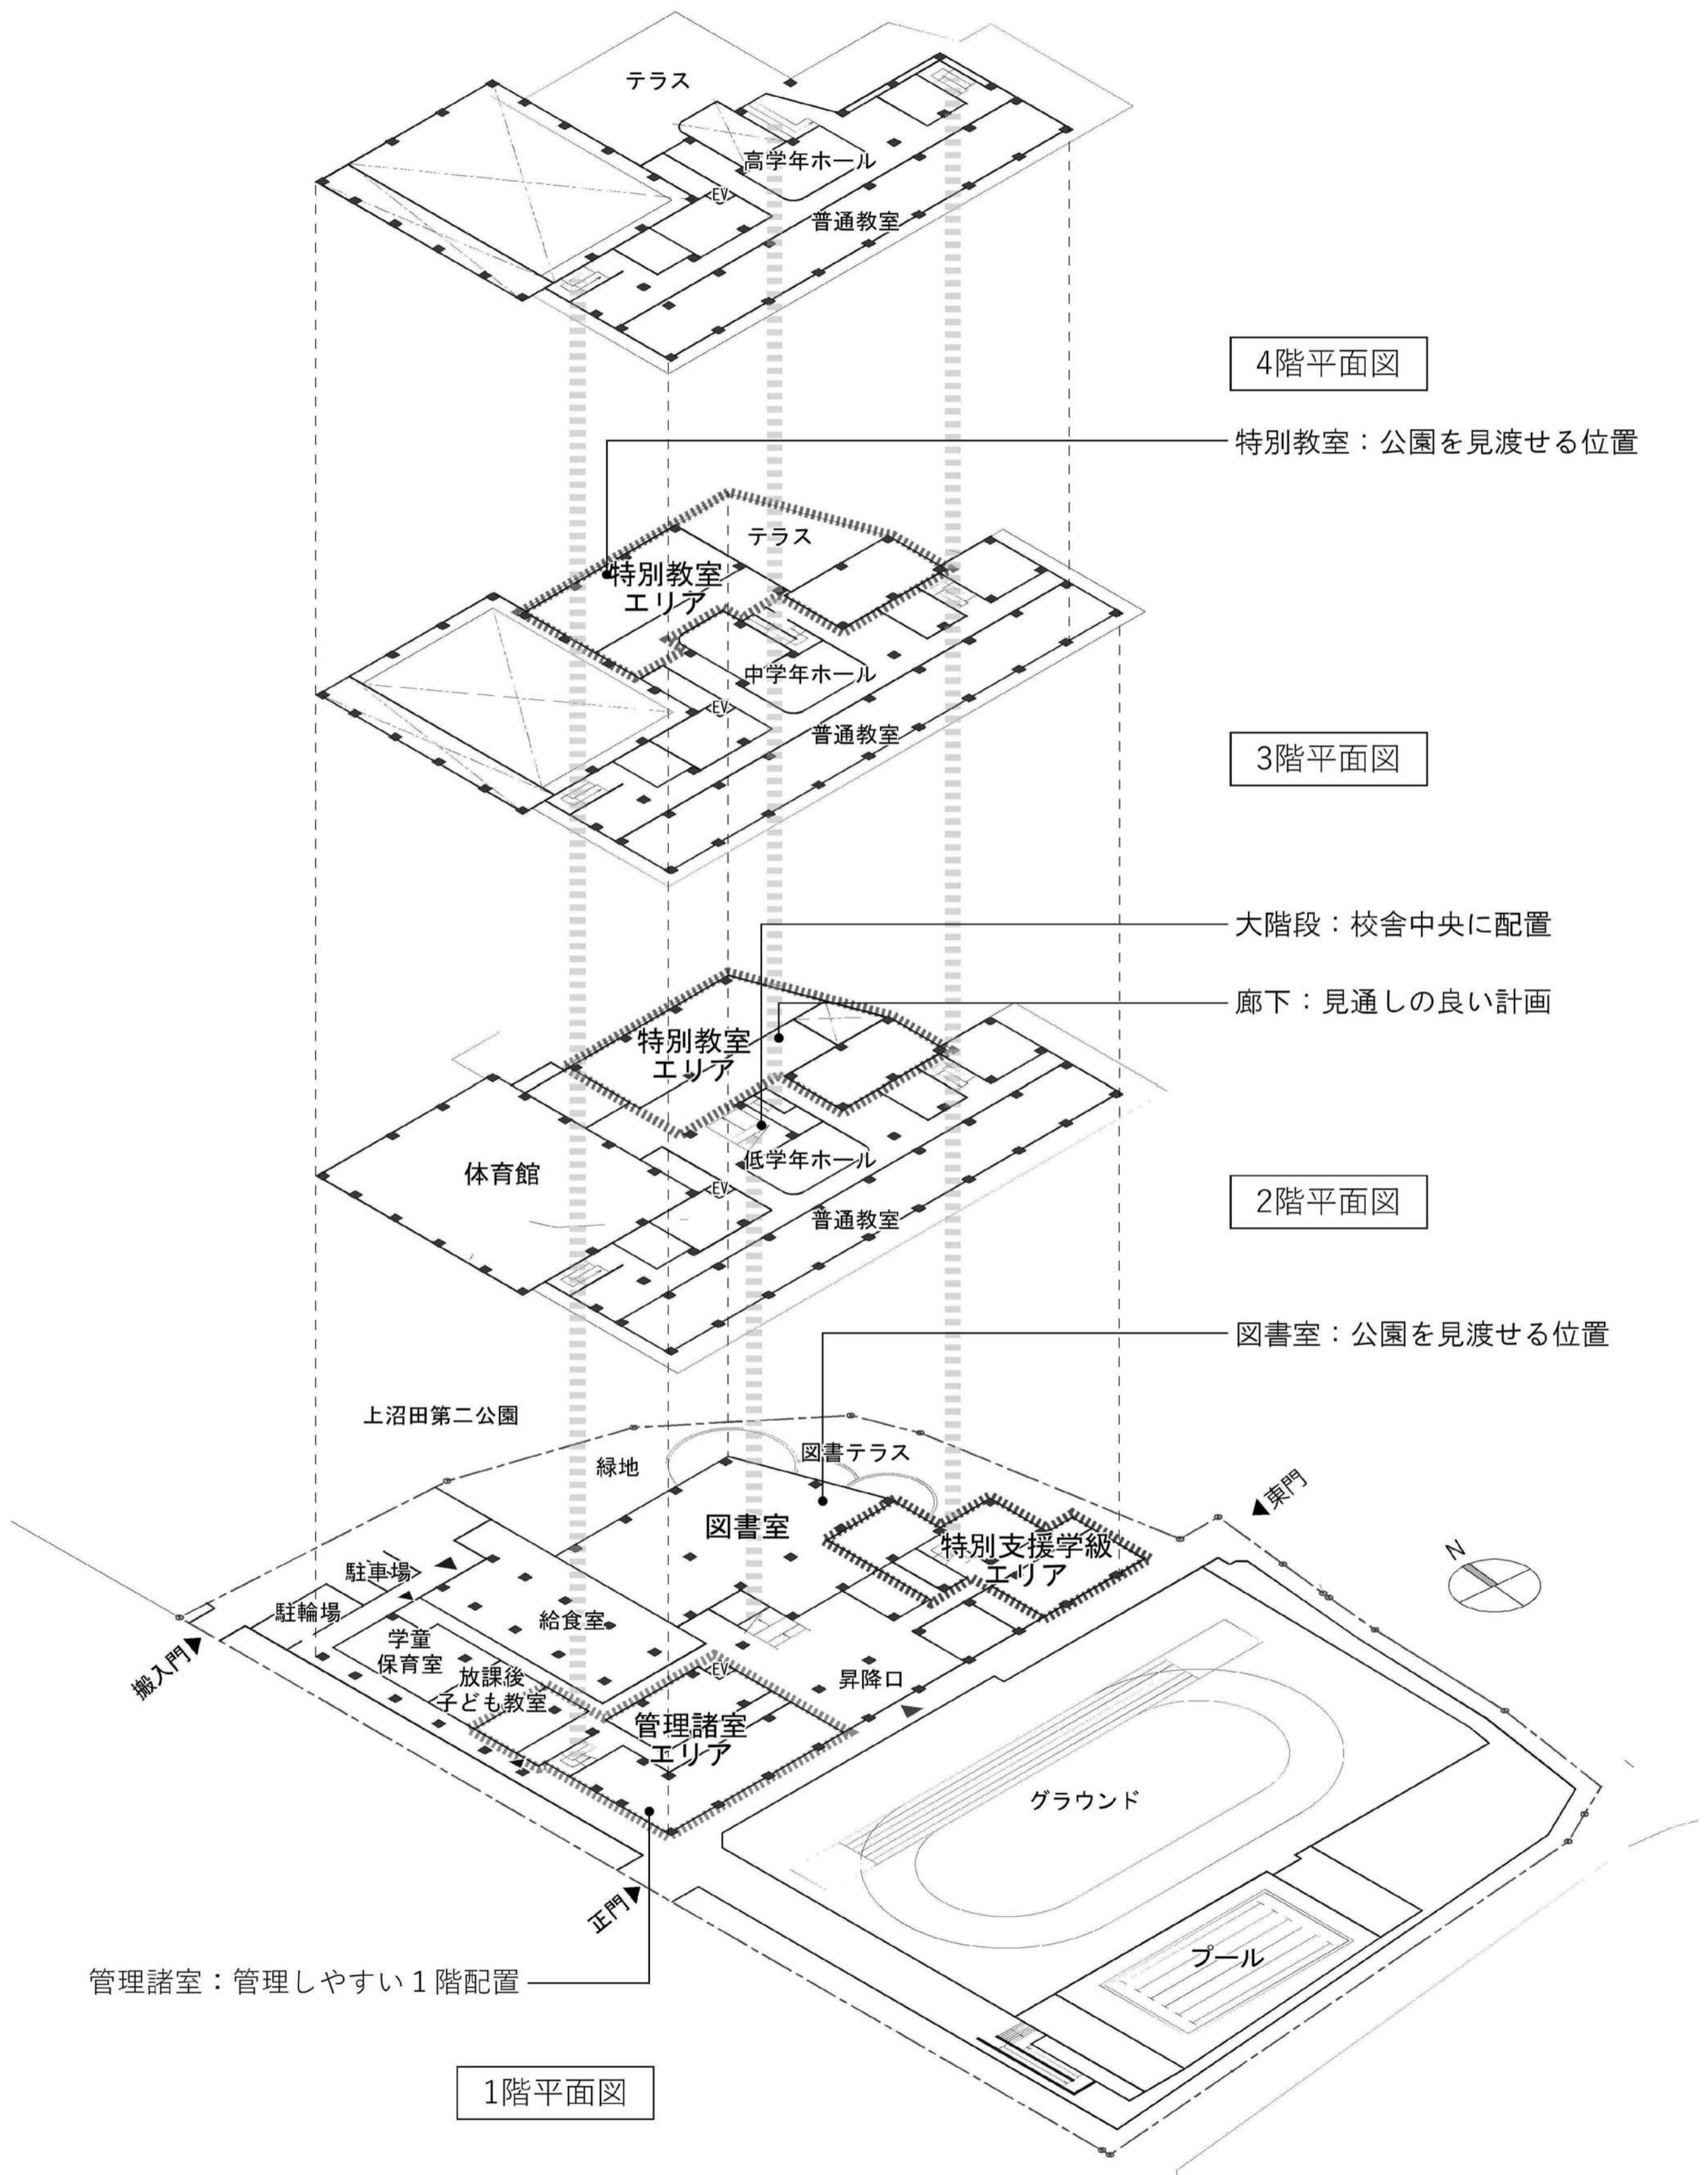 テラス
高学年ホール
EV
普通教室
4階平面図
特別教室：公園を見渡せる位置
テラス
特別教室
エリア
中学年ホール
EV
普通教室
3階平面図
大階段：校舎中央に配置
廊下：見通しの良い計画
特別教室
エリア
体育館
低学年ホール
EV
普通教室
2階平面図
図書室：公園を見渡せる位置
上沼田第二公園
緑地
図書テラス
図書室
特別支援学級
エリア
◀東門
N
駐車場
駐輪場
給食室
学童
保育室
放課後
子ども教室
搬入門▶
EV
昇降口
管理諸室
エリア
グラウンド
正門▶
プール
管理諸室：管理しやすい１階配置
1階平面図